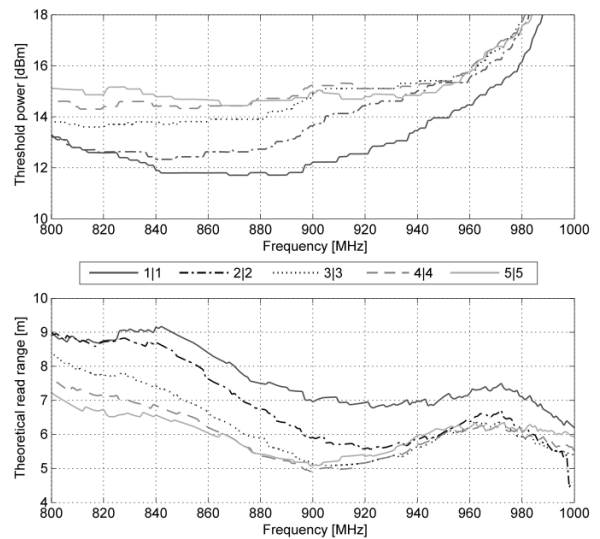 18
16
14
12
10
Threshold power [dBm]
800 820 840 860 880 900 920 940 960 980 1000
Frequency [MHz]
1|1 2|2 3|3 4|4 5|5
9
10
8
7
6
5
4
Theoretical read range [m]
800 820 840 860 880 900 920 940 960 980 1000
Frequency [MHz]